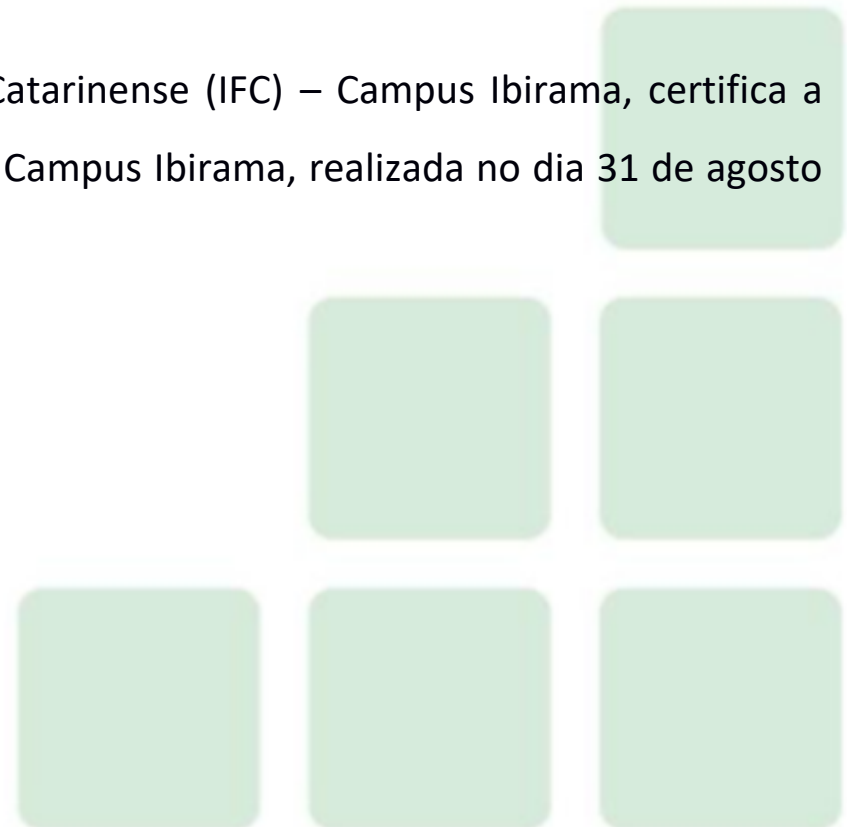 Catarinense (IFC) – Campus Ibirama, certifica a
Campus Ibirama, realizada no dia 31 de agosto